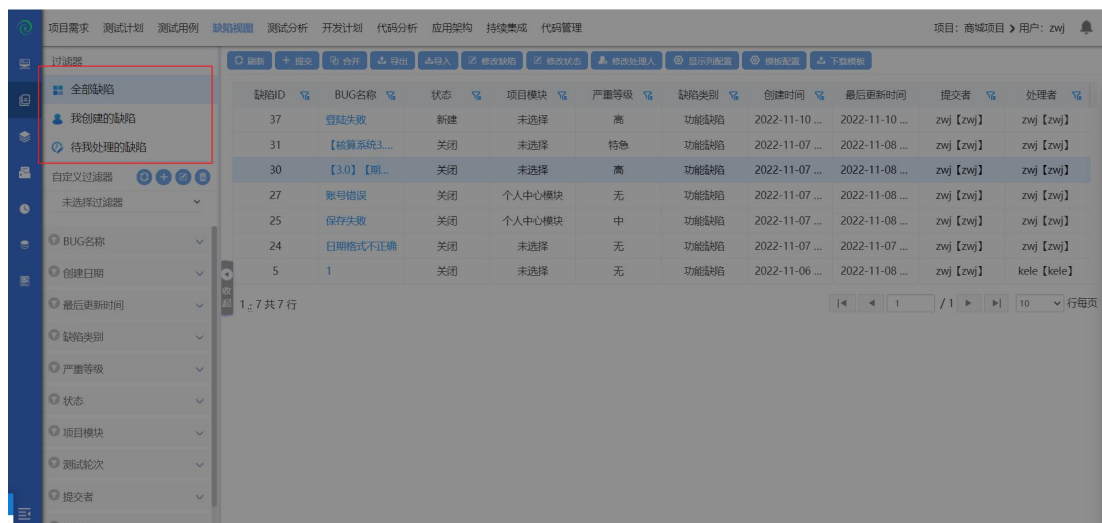 项目需求 测试计划 测试用例 缺陷视图 测试分析 开发计划 代码分析 应用架构 持续集成 代码管理 项目：商城项目 用户：zwj
过滤器
全部缺陷
我创建的缺陷
待我处理的缺陷
自定义过滤器
未选择过滤器
BUG名称
创建日期
最后更新时间
缺陷类别
严重等级
状态
项目模块
测试轮次
提交者
收起
刷新 + 提交 合并 导出 导入 修改缺陷 修改状态 修改处理人 显示列配置 模板配置 下载模板
缺陷ID BUG名称 状态 项目模块 严重等级 缺陷类别 创建时间 最后更新时间 提交者 处理者
37 登陆失败 新建 未选择 高 功能缺陷 2022-11-10 ... 2022-11-10 ... zwj【zwj】 zwj【zwj】
31 【核算系统3.... 关闭 未选择 特急 功能缺陷 2022-11-07 ... 2022-11-08 ... zwj【zwj】 zwj【zwj】
30 【3.0】【期... 关闭 未选择 高 功能缺陷 2022-11-07 ... 2022-11-08 ... zwj【zwj】 zwj【zwj】
27 账号错误 关闭 个人中心模块 无 功能缺陷 2022-11-07 ... 2022-11-08 ... zwj【zwj】 zwj【zwj】
25 保存失败 关闭 个人中心模块 中 功能缺陷 2022-11-07 ... 2022-11-08 ... zwj【zwj】 zwj【zwj】
24 日期格式不正确 关闭 未选择 无 功能缺陷 2022-11-07 ... 2022-11-07 ... zwj【zwj】 zwj【zwj】
5 1 关闭 未选择 无 功能缺陷 2022-11-06 ... 2022-11-08 ... zwj【zwj】 kele【kele】
1 - 7 共 7 行 1 / 1 10 行每页